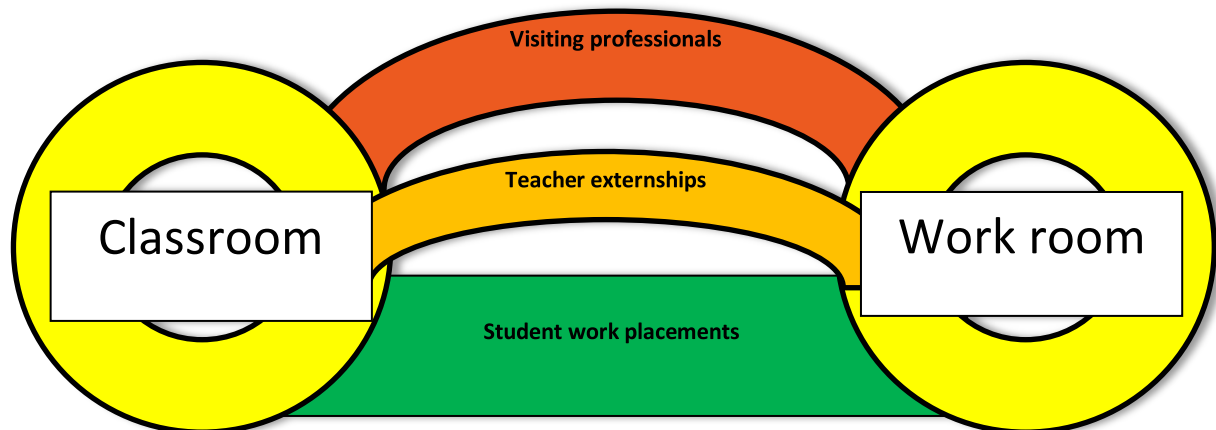 Visiting professionals
Teacher externships
Classroom
Work room
Student work placements